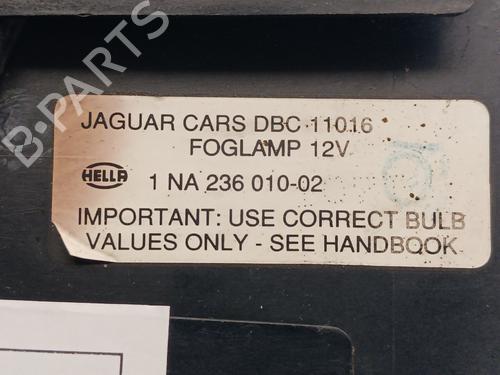 JAGUAR CARS DBC 11016
FOGLAMP 12V
HELLA 1 NA 236 010-02
IMPORTANT: USE CORRECT BULB
VALUES ONLY - SEE HANDBOOK
B-PARTS